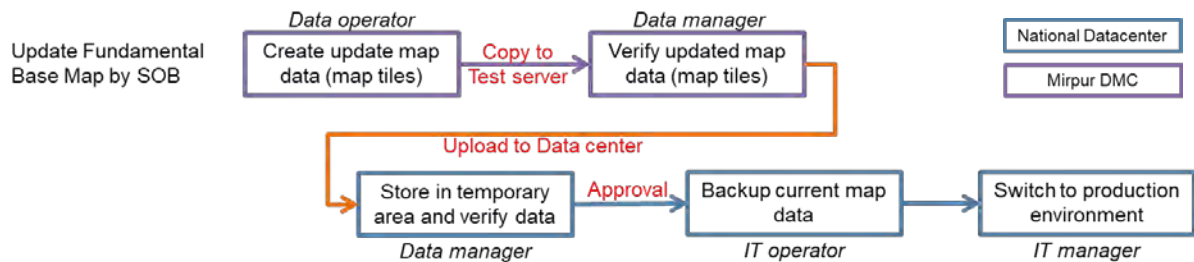 Update Fundamental
Base Map by SOB
Data operator
Create update map
data (map tiles)
Copy to
Test server
Data manager
Verify updated map
data (map tiles)
National Datacenter
Mirpur DMC
Upload to Data center
Store in temporary
area and verify data
Data manager
Approval
Backup current map
data
IT operator
Switch to production
environment
IT manager